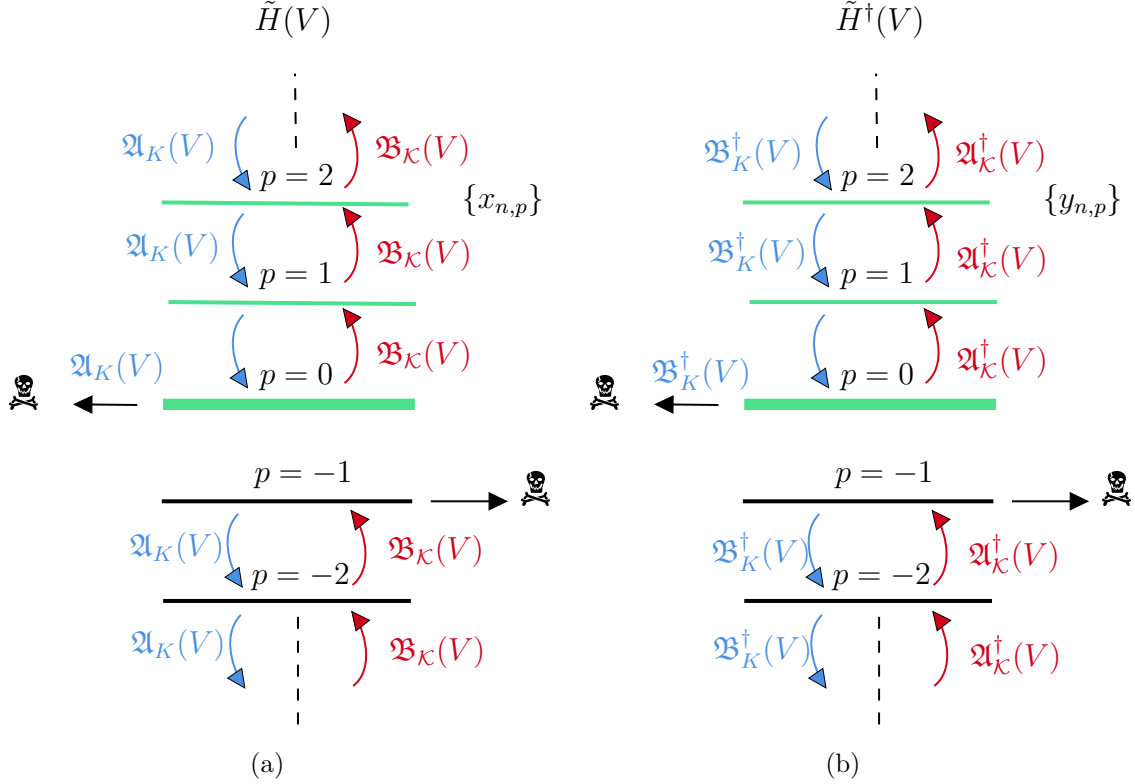 H̃(V) H̃†(V)
𝔄_K(V) 𝔅_𝒦(V) 𝔅†_K(V) 𝔄†_𝒦(V)
p = 2 {x_{n,p}} p = 2 {y_{n,p}}
𝔄_K(V) 𝔅_𝒦(V) 𝔅†_K(V) 𝔄†_𝒦(V)
p = 1 p = 1
𝔄_K(V) 𝔅_𝒦(V) 𝔅†_K(V) 𝔄†_𝒦(V)
p = 0 p = 0
p = −1 p = −1
𝔄_K(V) 𝔅_𝒦(V) 𝔅†_K(V) 𝔄†_𝒦(V)
p = −2 p = −2
𝔄_K(V) 𝔅_𝒦(V) 𝔅†_K(V) 𝔄†_𝒦(V)
(a) (b)